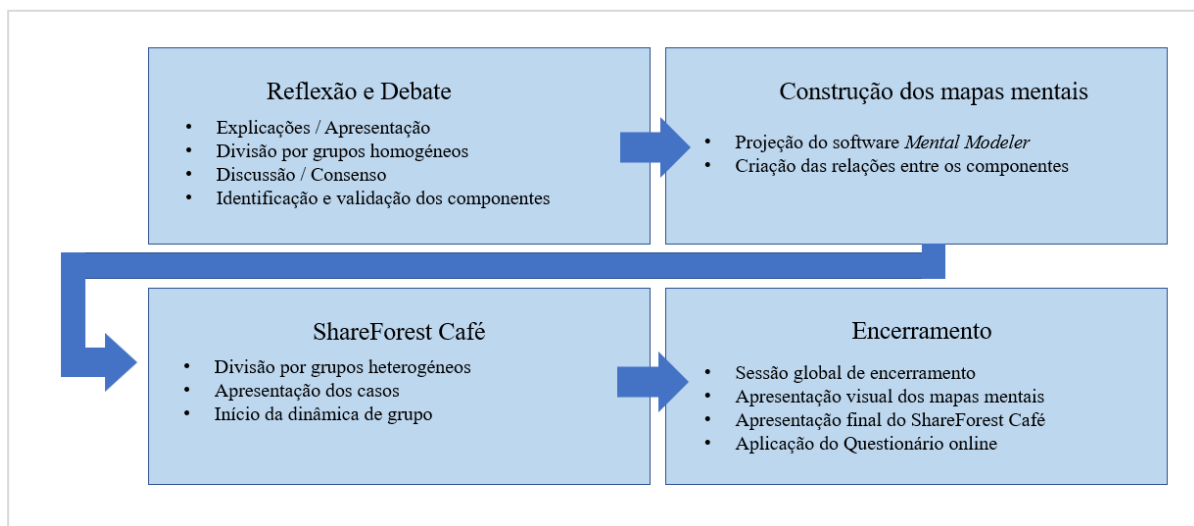 Reflexão e Debate
• Explicações / Apresentação
• Divisão por grupos homogéneos
• Discussão / Consenso
• Identificação e validação dos componentes
Construção dos mapas mentais
• Projeção do software Mental Modeler
• Criação das relações entre os componentes
ShareForest Café
• Divisão por grupos heterogéneos
• Apresentação dos casos
• Início da dinâmica de grupo
Encerramento
• Sessão global de encerramento
• Apresentação visual dos mapas mentais
• Apresentação final do ShareForest Café
• Aplicação do Questionário online